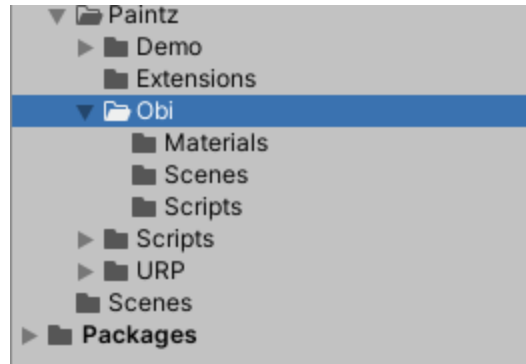 Paintz
Demo
Extensions
Obi
Materials
Scenes
Scripts
Scripts
URP
Scenes
Packages